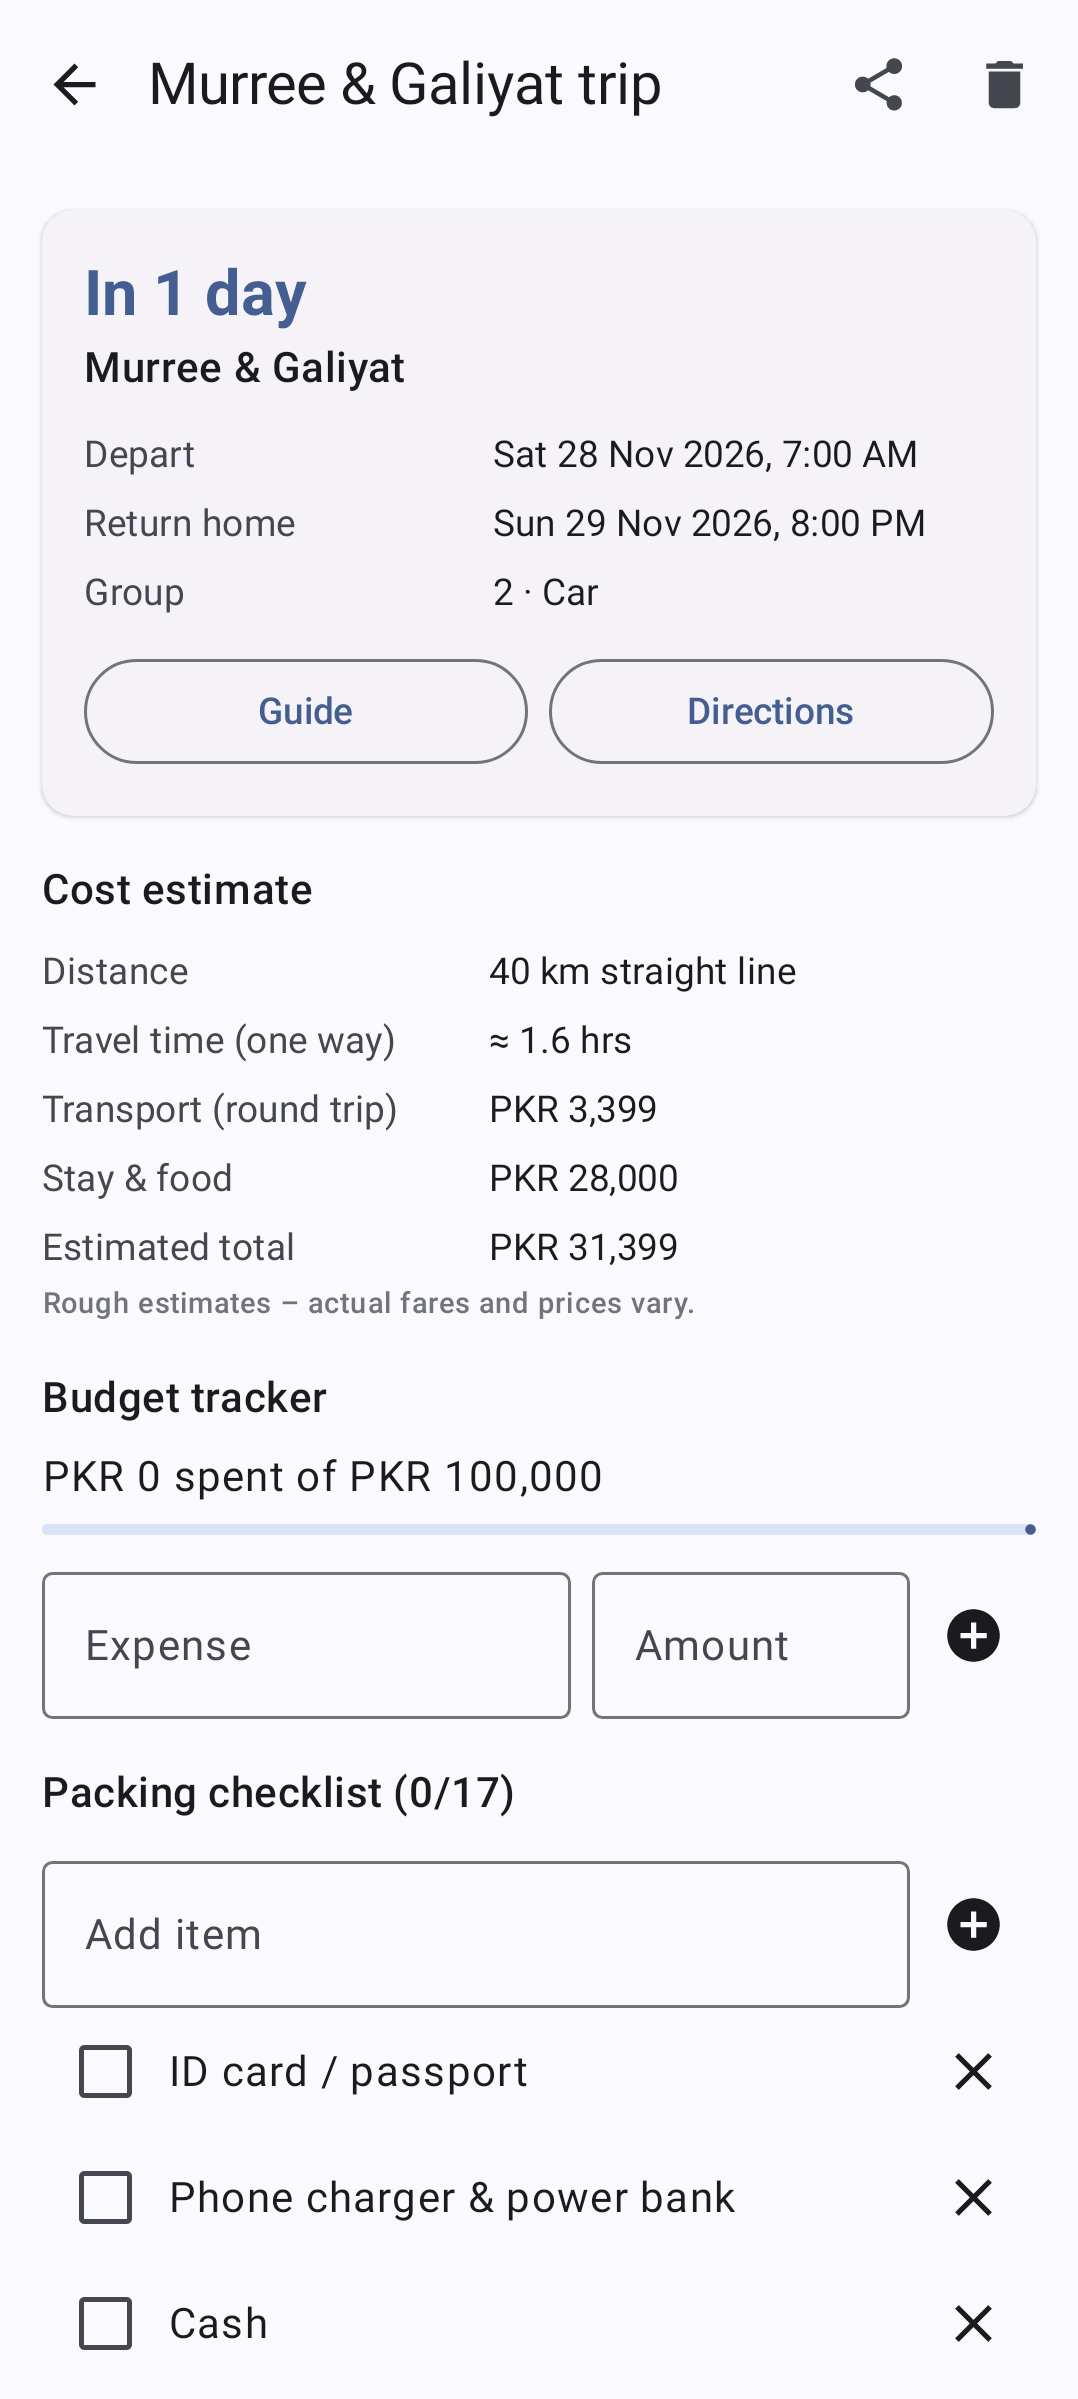 Murree & Galiyat trip
In 1 day
Murree & Galiyat
Depart Sat 28 Nov 2026, 7:00 AM
Return home Sun 29 Nov 2026, 8:00 PM
Group 2 · Car
Guide Directions
Cost estimate
Distance 40 km straight line
Travel time (one way) ≈ 1.6 hrs
Transport (round trip) PKR 3,399
Stay & food PKR 28,000
Estimated total PKR 31,399
Rough estimates – actual fares and prices vary.
Budget tracker
PKR 0 spent of PKR 100,000
Expense Amount
Packing checklist (0/17)
Add item
ID card / passport
Phone charger & power bank
Cash